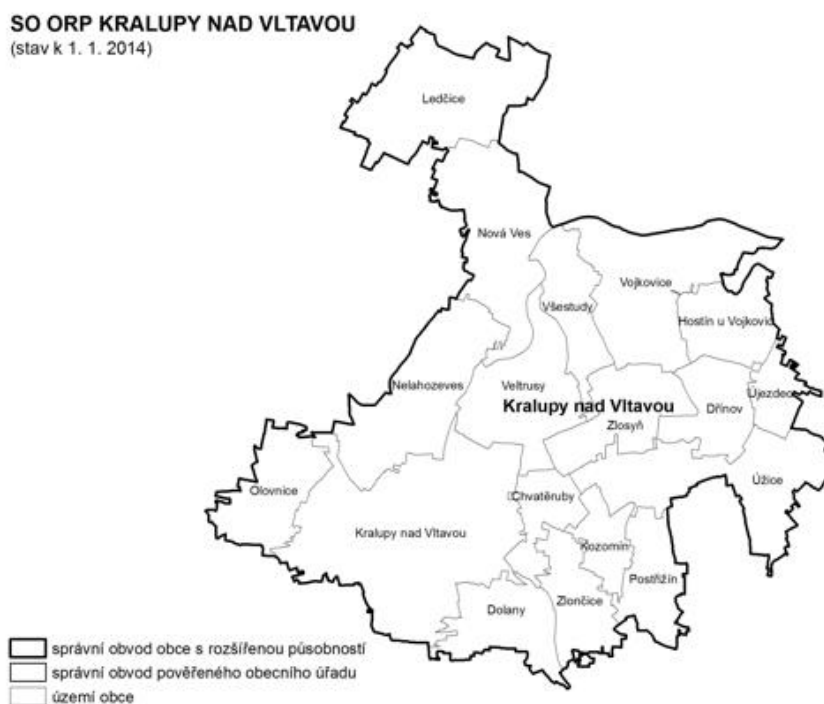 SO ORP KRALUPY NAD VLTAVOU
(stav k 1. 1. 2014)
Ledčice
Nová Ves
Vojkovice
Všestudy
Hostín u Vojkovic
Nelahozeves
Veltrusy
Újezdec
Kralupy nad Vltavou
Dřínov
Zlosyň
Úžice
Olovnice
Chvatěruby
Kralupy nad Vltavou
Kozomín
Postřižín
Zlončice
Dolany
správní obvod obce s rozšířenou působností
správní obvod pověřeného obecního úřadu
území obce